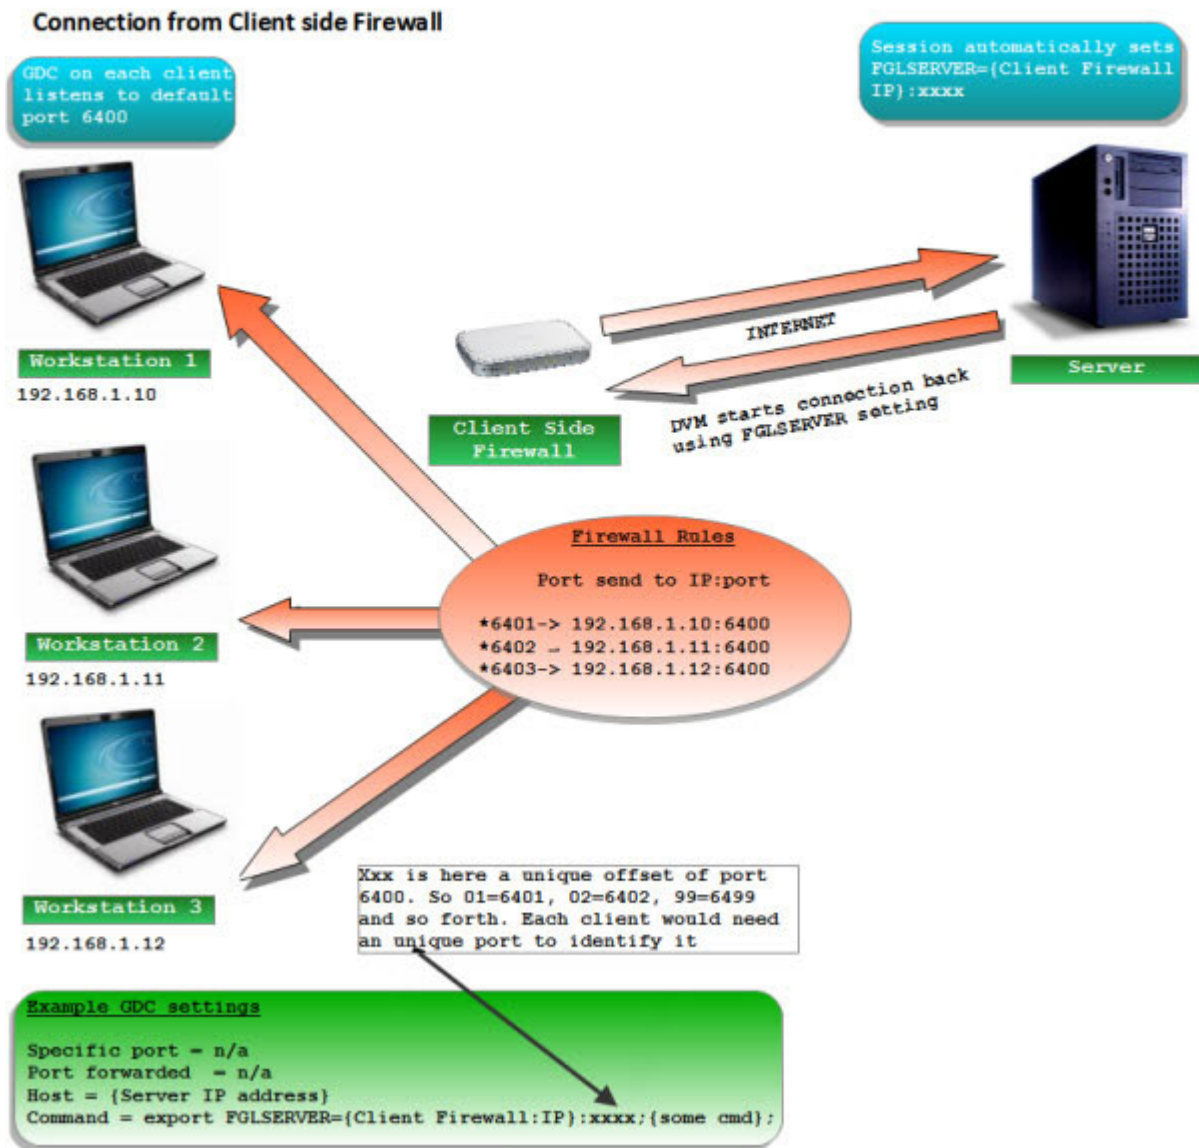 Connection from Client side Firewall
GDC on each client
listens to default
port 6400
Session automatically sets
FGLSERVER={Client Firewall
IP}:xxxx
Workstation 1
192.168.1.10
INTERNET
Server
DVM starts connection back
using FGLSERVER setting
Client Side
Firewall
Firewall Rules
Port send to IP:port
*6401-> 192.168.1.10:6400
*6402 – 192.168.1.11:6400
*6403-> 192.168.1.12:6400
Workstation 2
192.168.1.11
Workstation 3
192.168.1.12
Xxx is here a unique offset of port
6400. So 01=6401, 02=6402, 99=6499
and so forth. Each client would need
an unique port to identify it
Example GDC settings
Specific port = n/a
Port forwarded = n/a
Host = {Server IP address}
Command = export FGLSERVER={Client Firewall:IP}:xxxx;{some cmd};